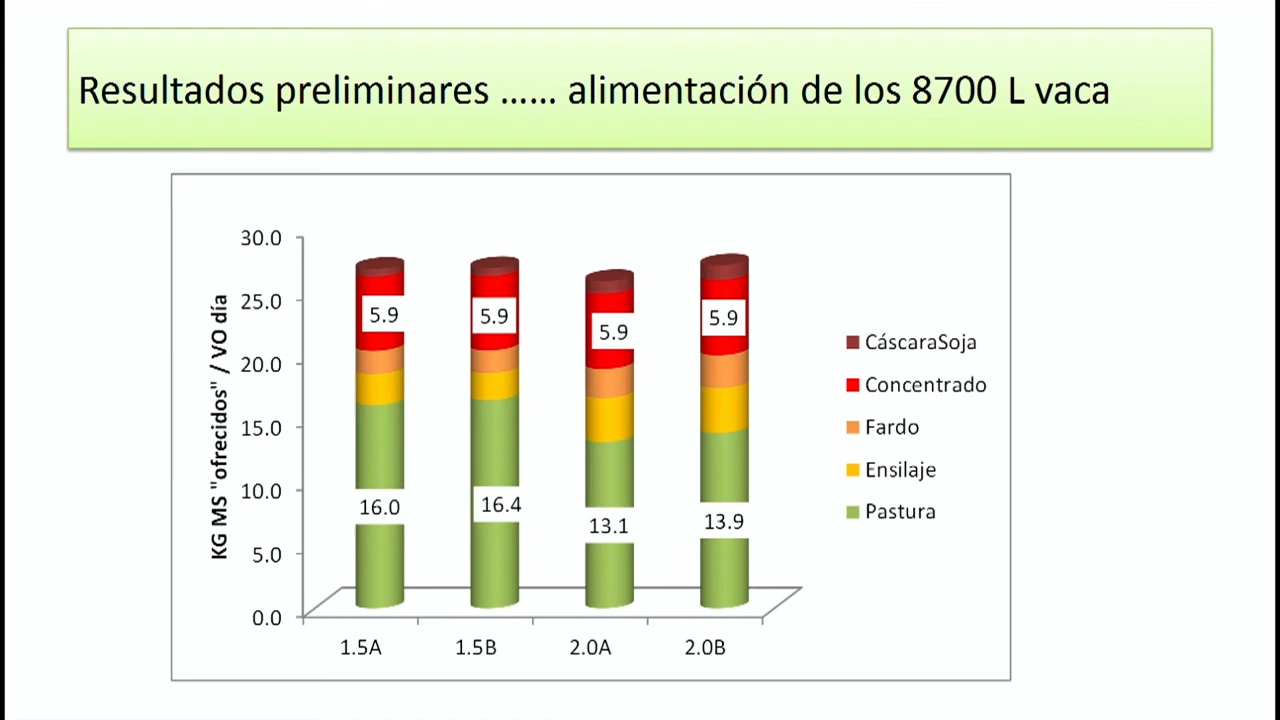 Resultados preliminares ...... alimentación de los 8700 L vaca
KG MS "ofrecidos" / VO día
30.0
25.0
20.0
15.0
10.0
5.0
0.0
5.9
5.9
5.9
5.9
16.0
16.4
13.1
13.9
1.5A
1.5B
2.0A
2.0B
CáscaraSoja
Concentrado
Fardo
Ensilaje
Pastura